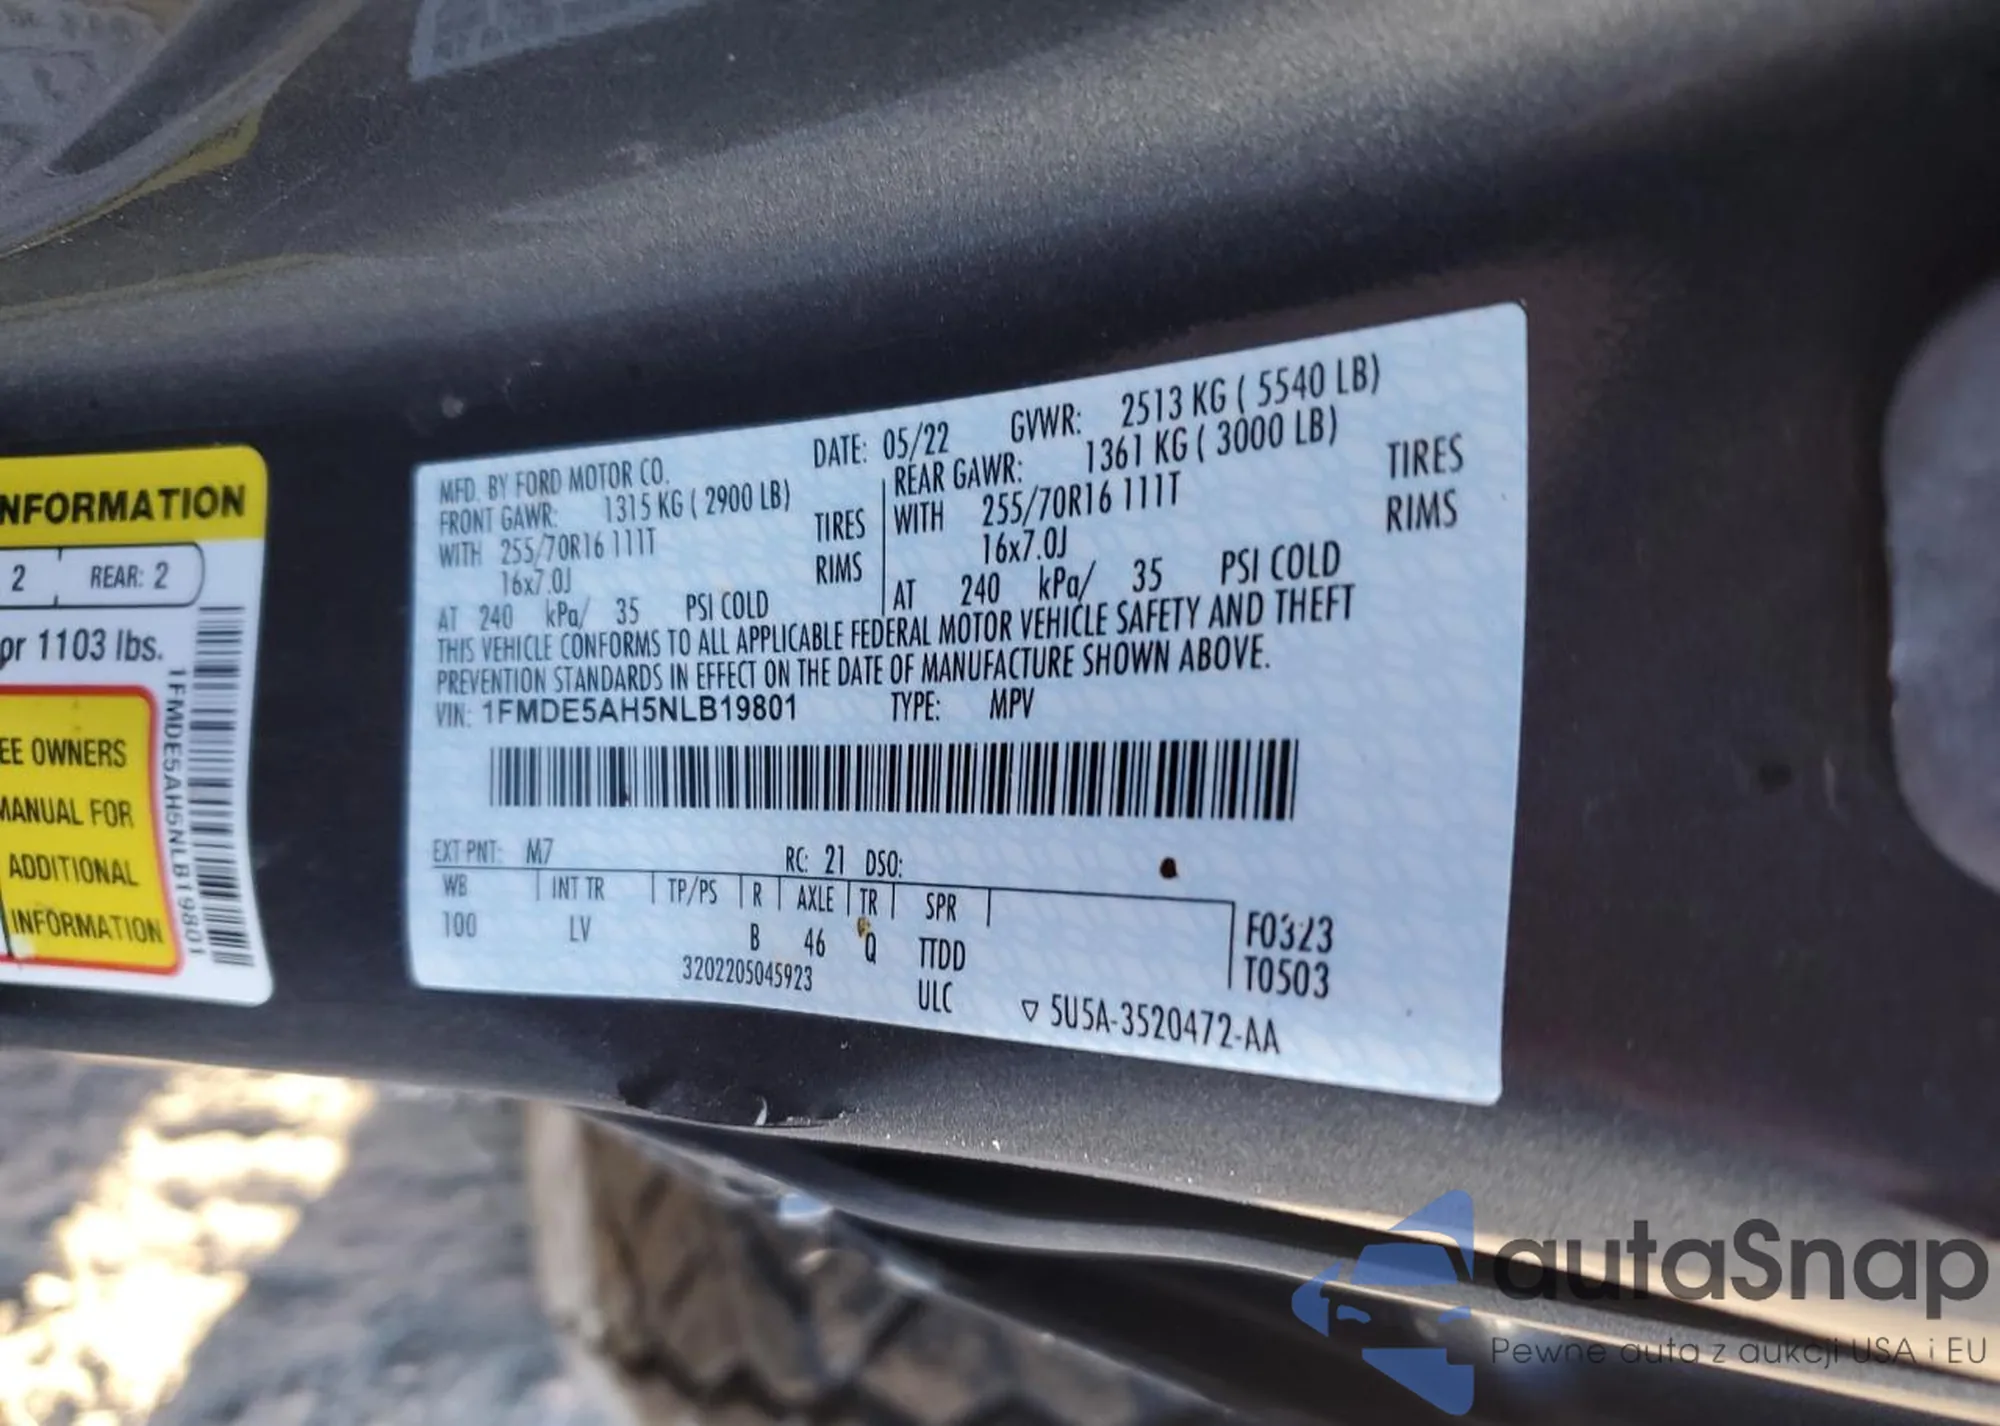 NFORMATION
2 REAR: 2
or 1103 lbs.
EE OWNERS
MANUAL FOR
ADDITIONAL
INFORMATION
1FMDE5AH5NLB19801
MFD. BY FORD MOTOR CO. DATE: 05/22 GVWR: 2513 KG ( 5540 LB)
FRONT GAWR: 1315 KG ( 2900 LB) REAR GAWR: 1361 KG ( 3000 LB)
WITH 255/70R16 111T TIRES WITH 255/70R16 111T TIRES
16x7.0J RIMS 16x7.0J RIMS
AT 240 kPa/ 35 PSI COLD AT 240 kPa/ 35 PSI COLD
THIS VEHICLE CONFORMS TO ALL APPLICABLE FEDERAL MOTOR VEHICLE SAFETY AND THEFT
PREVENTION STANDARDS IN EFFECT ON THE DATE OF MANUFACTURE SHOWN ABOVE.
VIN: 1FMDE5AH5NLB19801 TYPE: MPV
EXT PNT: M7 RC: 21 DSO:
WB INT TR TP/PS R AXLE TR SPR
100 LV B 46 Q TTDD F0323
3202205045923 ULC T0503
▽ 5U5A-3520472-AA
autaSnap
Pewne auta z aukcji USA i EU